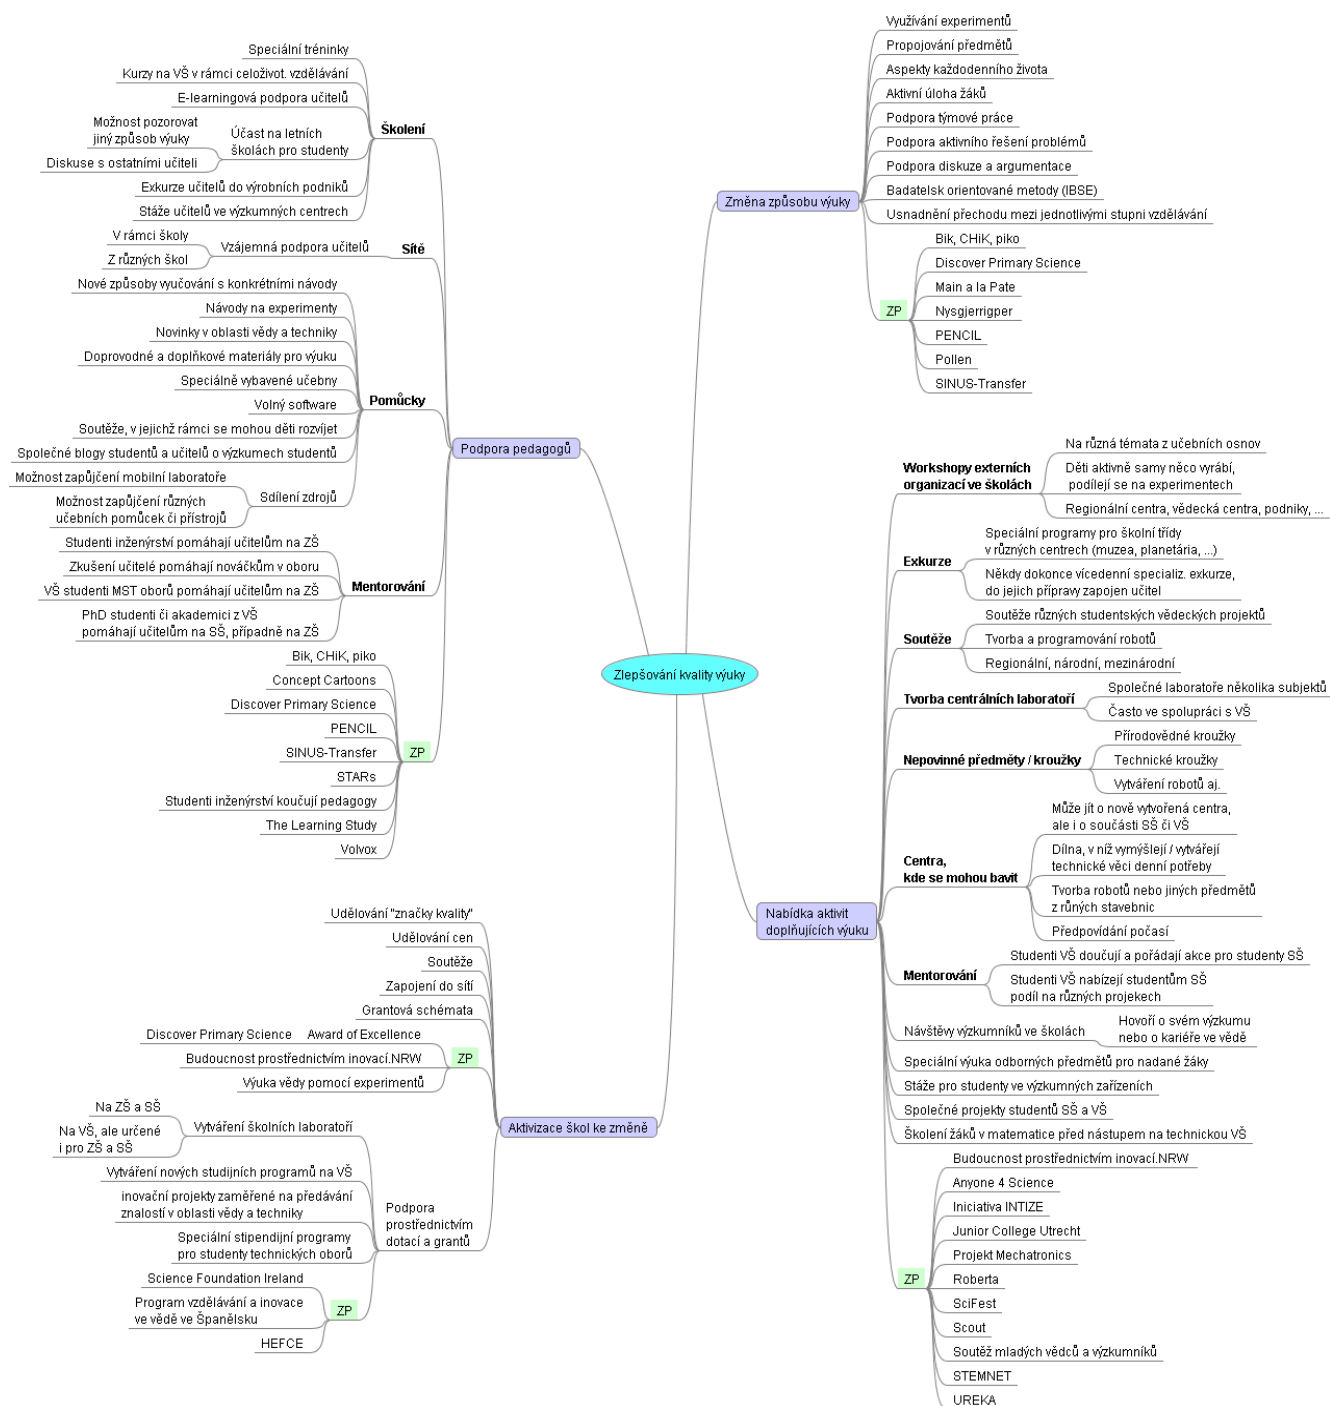 Zlepšování kvality výuky
Podpora pedagogů
Školení
Speciální tréninky
Kurzy na VŠ v rámci celoživot. vzdělávání
E-learningová podpora učitelů
Účast na letních
školách pro studenty
Možnost pozorovat
jiný způsob výuky
Diskuse s ostatními učiteli
Exkurze učitelů do výrobních podniků
Stáže učitelů ve výzkumných centrech
Sítě
Vzájemná podpora učitelů
V rámci školy
Z různých škol
Pomůcky
Nové způsoby vyučování s konkrétními návody
Návody na experimenty
Novinky v oblasti vědy a techniky
Doprovodné a doplňkové materiály pro výuku
Speciálně vybavené učebny
Volný software
Soutěže, v jejichž rámci se mohou děti rozvíjet
Společné blogy studentů a učitelů o výzkumech studentů
Sdílení zdrojů
Možnost zapůjčení mobilní laboratoře
Možnost zapůjčení různých
učebních pomůcek či přístrojů
Mentorování
Studenti inženýrství pomáhají učitelům na ZŠ
Zkušení učitelé pomáhají nováčkům v oboru
VŠ studenti MST oborů pomáhají učitelům na ZŠ
PhD studenti či akademici z VŠ
pomáhají učitelům na SŠ, případně na ZŠ
ZP
Bik, CHiK, piko
Concept Cartoons
Discover Primary Science
PENCIL
SINUS-Transfer
STARs
Studenti inženýrství koučují pedagogy
The Learning Study
Volvox
Aktivizace škol ke změně
Udělování "značky kvality"
Udělování cen
Soutěže
Zapojení do sítí
Grantová schémata
ZP
Award of Excellence
Discover Primary Science
Budoucnost prostřednictvím inovací.NRW
Výuka vědy pomocí experimentů
Podpora
prostřednictvím
dotací a grantů
Vytváření školních laboratoří
Na ZŠ a SŠ
Na VŠ, ale určené
i pro ZŠ a SŠ
Vytváření nových studijních programů na VŠ
inovační projekty zaměřené na předávání
znalostí v oblasti vědy a techniky
Speciální stipendijní programy
pro studenty technických oborů
ZP
Science Foundation Ireland
Program vzdělávání a inovace
ve vědě ve Španělsku
HEFCE
Změna způsobu výuky
Využívání experimentů
Propojování předmětů
Aspekty každodenního života
Aktivní úloha žáků
Podpora týmové práce
Podpora aktivního řešení problémů
Podpora diskuze a argumentace
Badatelsk orientované metody (IBSE)
Usnadnění přechodu mezi jednotlivými stupni vzdělávání
ZP
Bik, CHiK, piko
Discover Primary Science
Main a la Pate
Nysgjerrigper
PENCIL
Pollen
SINUS-Transfer
Nabídka aktivit
doplňujících výuku
Workshopy externích
organizací ve školách
Na různá témata z učebních osnov
Děti aktivně samy něco vyrábí,
podílejí se na experimentech
Regionální centra, vědecká centra, podniky, ...
Exkurze
Speciální programy pro školní třídy
v různých centrech (muzea, planetária, ...)
Někdy dokonce vícedenní specializ. exkurze,
do jejich přípravy zapojen učitel
Soutěže
Soutěže různých studentských vědeckých projektů
Tvorba a programování robotů
Regionální, národní, mezinárodní
Tvorba centrálních laboratoří
Společné laboratoře několika subjektů
Často ve spolupráci s VŠ
Nepovinné předměty / kroužky
Přírodovědné kroužky
Technické kroužky
Vytváření robotů aj.
Centra,
kde se mohou bavit
Může jít o nově vytvořená centra,
ale i o součásti SŠ či VŠ
Dílna, v níž vymýšlejí / vytvářejí
technické věci denní potřeby
Tvorba robotů nebo jiných předmětů
z růných stavebnic
Předpovídání počasí
Mentorování
Studenti VŠ doučují a pořádají akce pro studenty SŠ
Studenti VŠ nabízejí studentům SŠ
podíl na různých projekech
Návštěvy výzkumníků ve školách
Hovoří o svém výzkumu
nebo o kariéře ve vědě
Speciální výuka odborných předmětů pro nadané žáky
Stáže pro studenty ve výzkumných zařízeních
Společné projekty studentů SŠ a VŠ
Školení žáků v matematice před nástupem na technickou VŠ
ZP
Budoucnost prostřednictvím inovací.NRW
Anyone 4 Science
Iniciativa INTIZE
Junior College Utrecht
Projekt Mechatronics
Roberta
SciFest
Scout
Soutěž mladých vědců a výzkumníků
STEMNET
UREKA